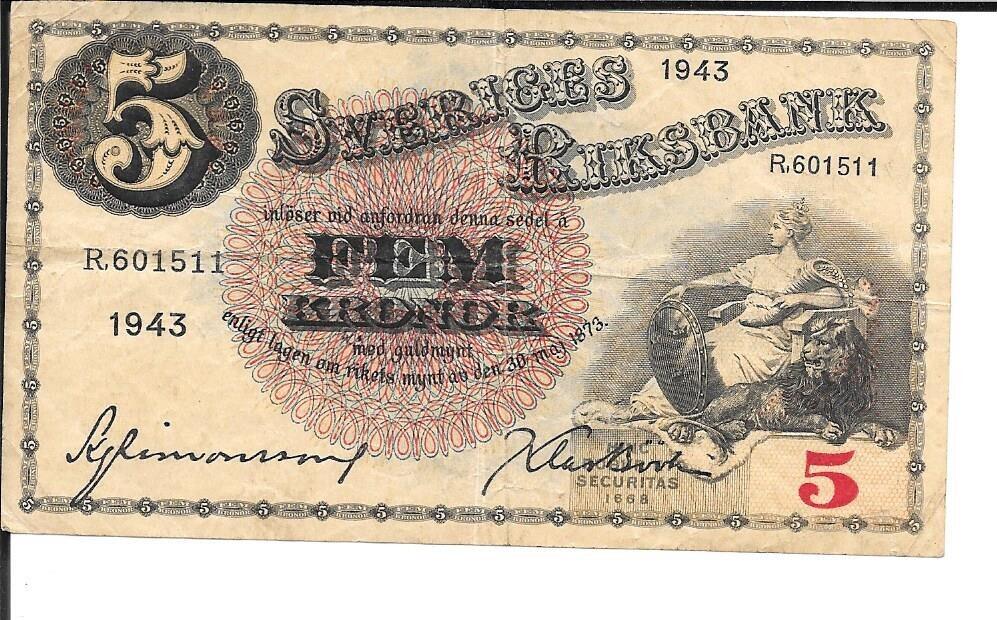 5
SVERIGES
RIKSBANK
1943
R,601511
inlöser vid anfordran denna sedel å
R,601511
FEM
KRONOR
1943
med guldmynt
enligt lagen om rikets mynt av den 30 maj 1873.
SECURITAS
1668
5